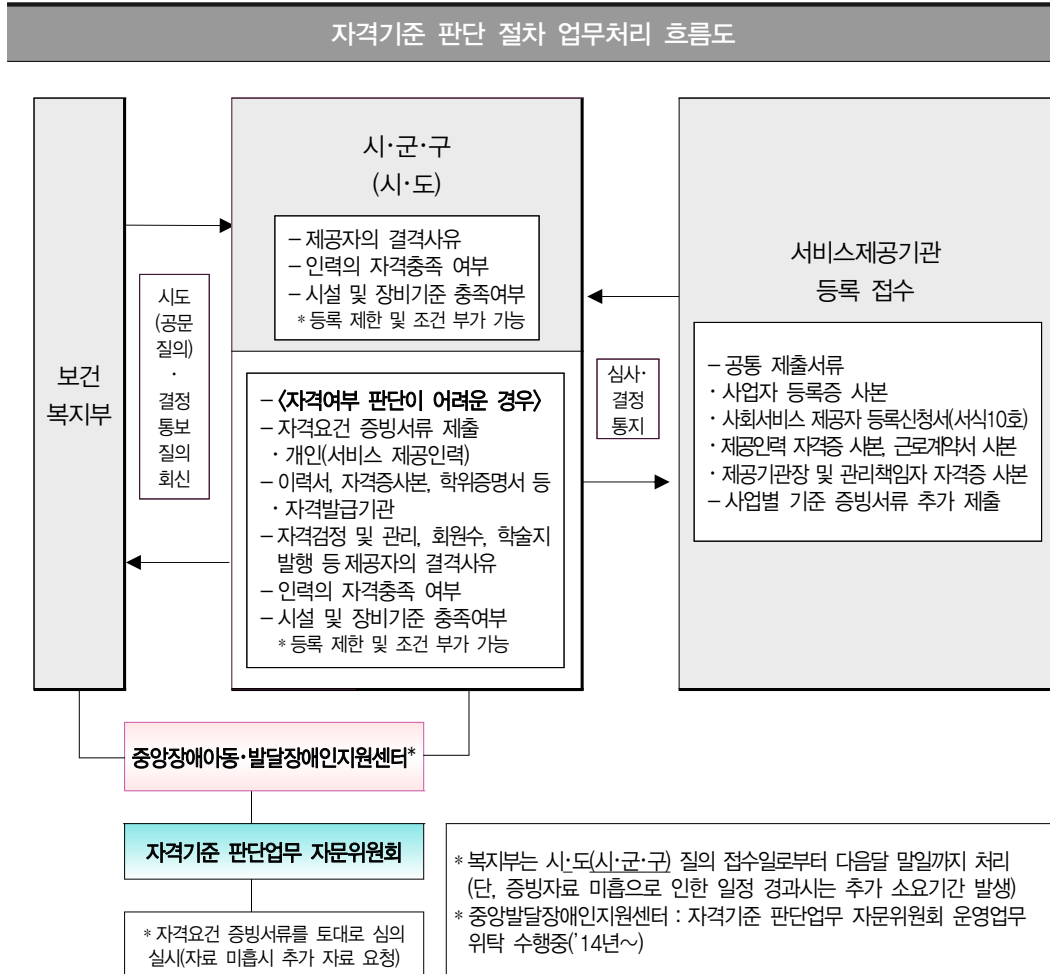 자격기준 판단 절차 업무처리 흐름도
보건
복지부
시도
(공문
질의)
·
결정
통보
질의
회신
시·군·구
(시·도)
– 제공자의 결격사유
– 인력의 자격충족 여부
– 시설 및 장비기준 충족여부
* 등록 제한 및 조건 부가 가능
– <자격여부 판단이 어려운 경우>
– 자격요건 증빙서류 제출
· 개인(서비스 제공인력)
– 이력서, 자격증사본, 학위증명서 등
· 자격발급기관
– 자격검정 및 관리, 회원수, 학술지
발행 등 제공자의 결격사유
– 인력의 자격충족 여부
– 시설 및 장비기준 충족여부
* 등록 제한 및 조건 부가 가능
심사·
결정
통지
서비스제공기관
등록 접수
– 공통 제출서류
· 사업자 등록증 사본
· 사회서비스 제공자 등록신청서(서식10호)
· 제공인력 자격증 사본, 근로계약서 사본
· 제공기관장 및 관리책임자 자격증 사본
– 사업별 기준 증빙서류 추가 제출
중앙장애아동·발달장애인지원센터*
자격기준 판단업무 자문위원회
* 자격요건 증빙서류를 토대로 심의
실시(자료 미흡시 추가 자료 요청)
* 복지부는 시·도(시·군·구) 질의 접수일로부터 다음달 말일까지 처리
(단, 증빙자료 미흡으로 인한 일정 경과시는 추가 소요기간 발생)
* 중앙발달장애인지원센터 : 자격기준 판단업무 자문위원회 운영업무
위탁 수행중('14년~)